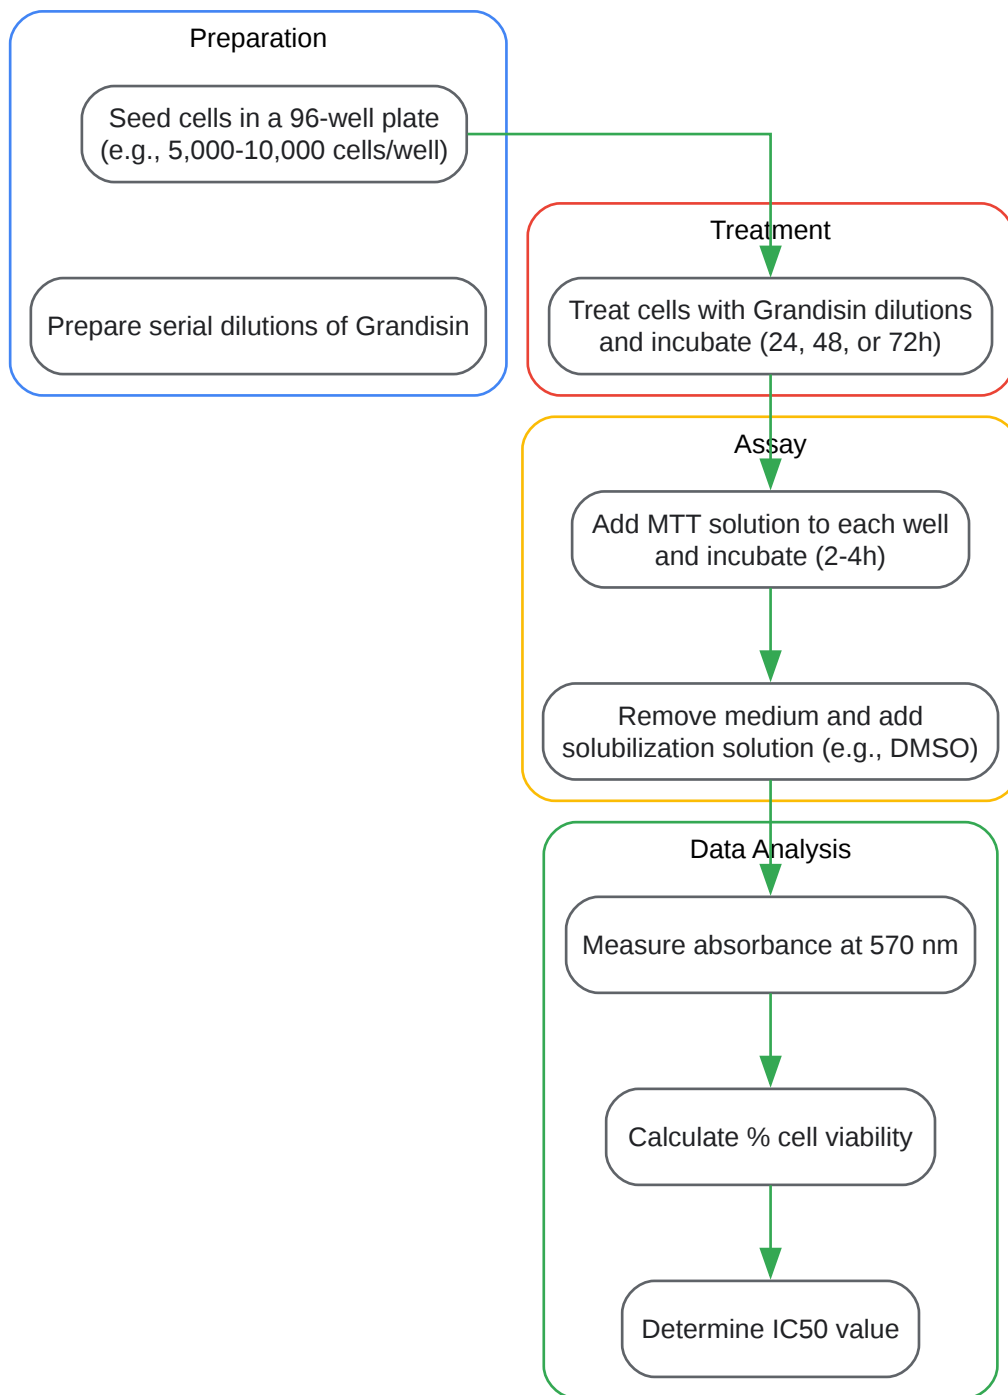 Preparation
Seed cells in a 96-well plate
(e.g., 5,000-10,000 cells/well)
Prepare serial dilutions of Grandisin
Treatment
Treat cells with Grandisin dilutions
and incubate (24, 48, or 72h)
Assay
Add MTT solution to each well
and incubate (2-4h)
Remove medium and add
solubilization solution (e.g., DMSO)
Data Analysis
Measure absorbance at 570 nm
Calculate % cell viability
Determine IC50 value